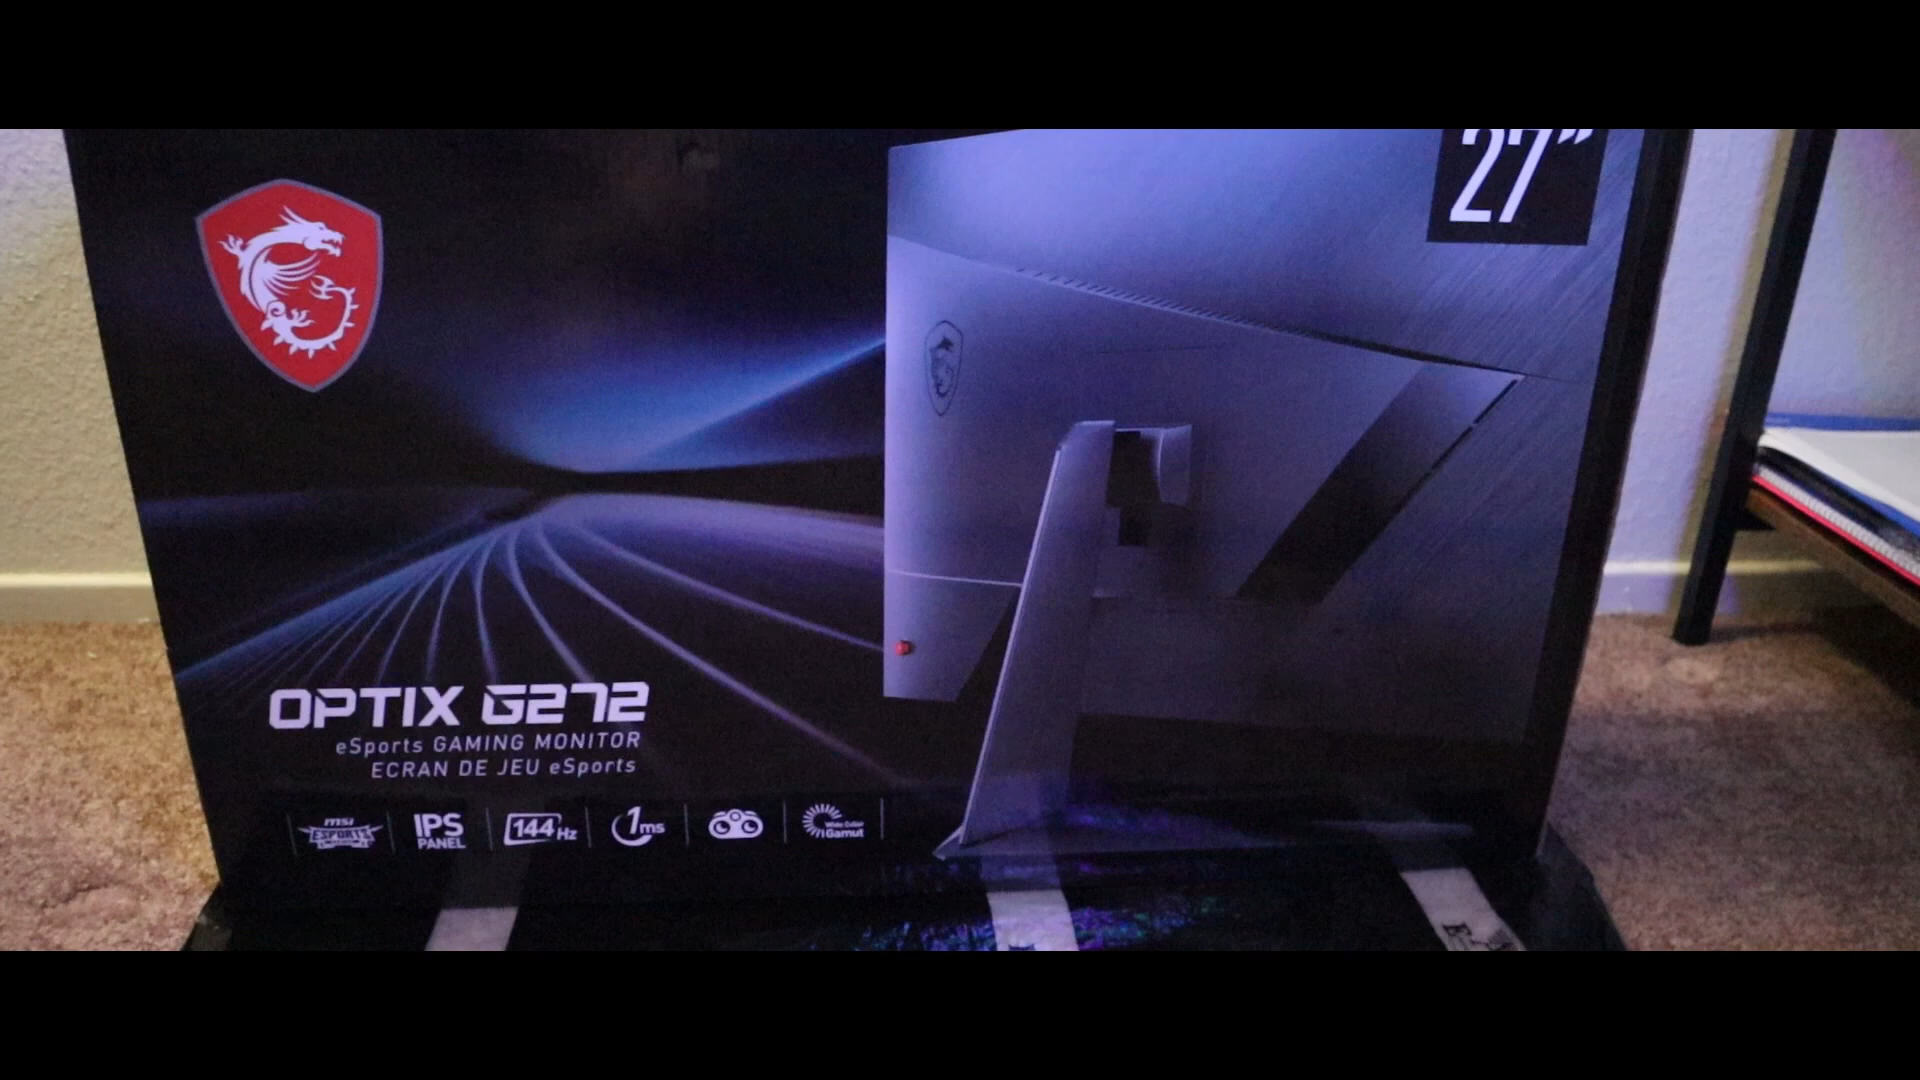 27"
OPTIX G272
eSports GAMING MONITOR
ECRAN DE JEU eSports
msi
ESPORTS
IPS
PANEL
144Hz
1ms
Wide Color
Gamut